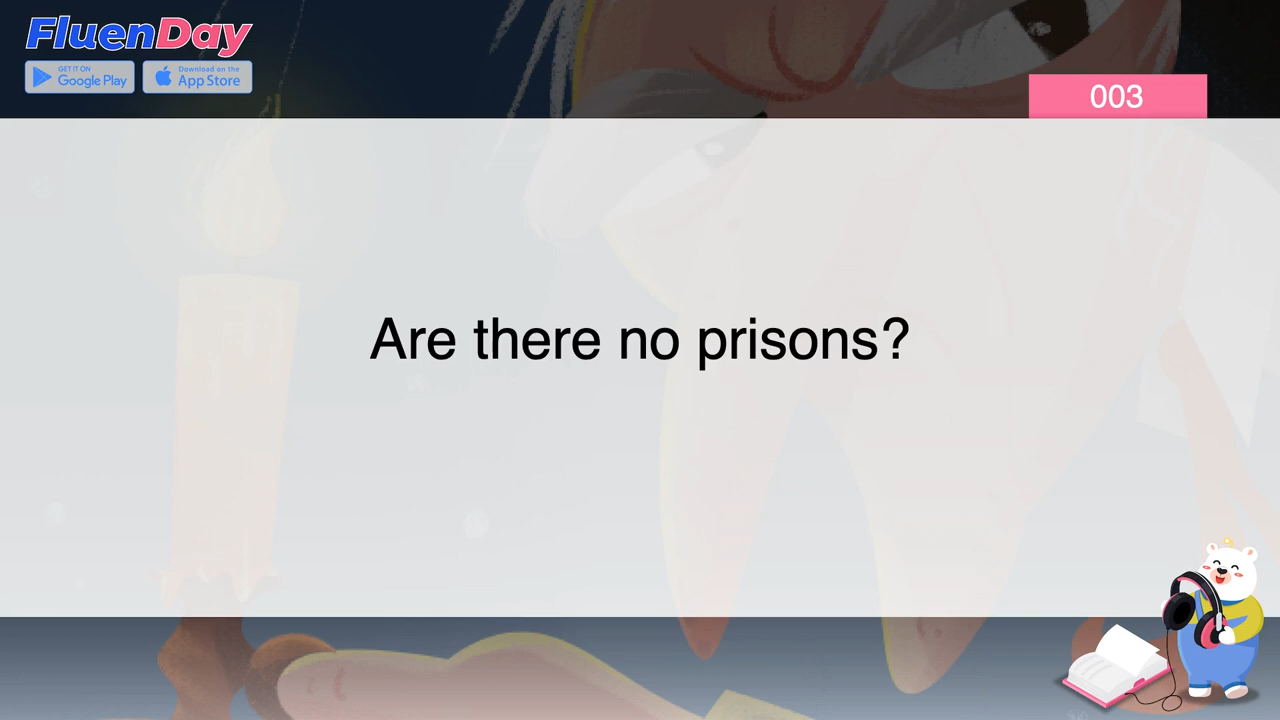 FluenDay
GET IT ON
Google Play
Download on the
App Store
003
Are there no prisons?